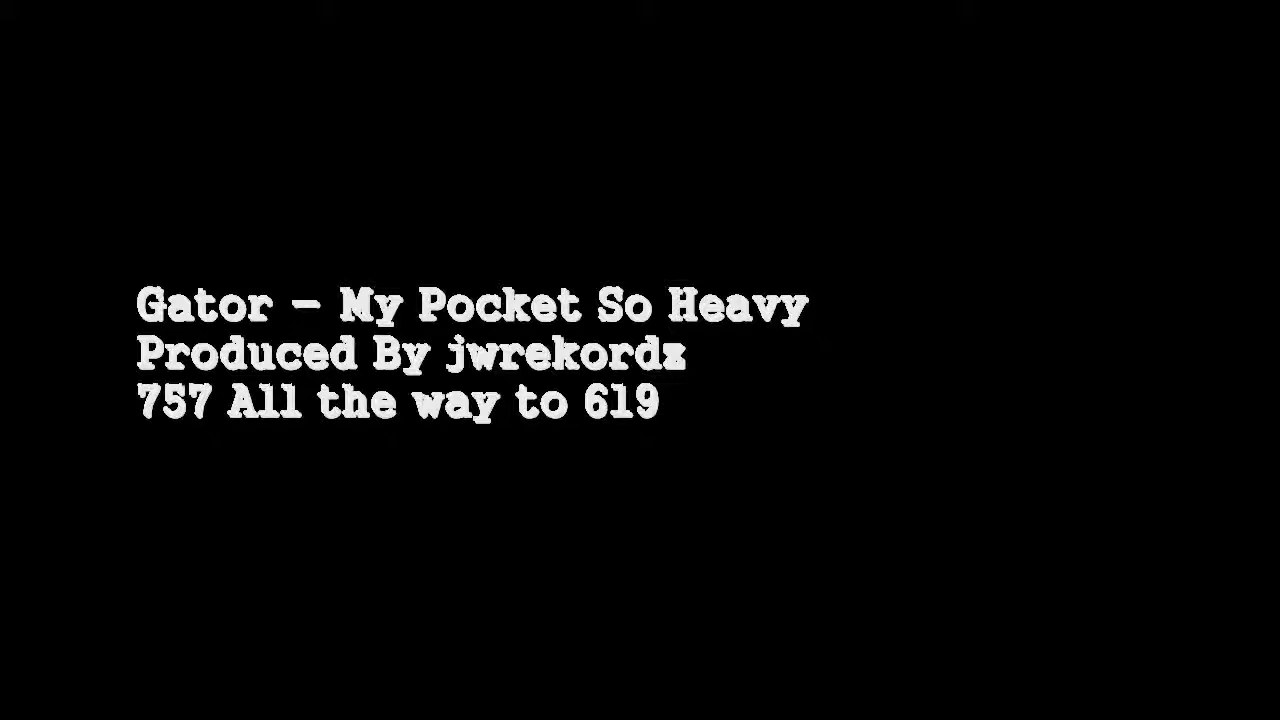 Gator - My Pocket So Heavy
Produced By jwrekordz
757 All the way to 619